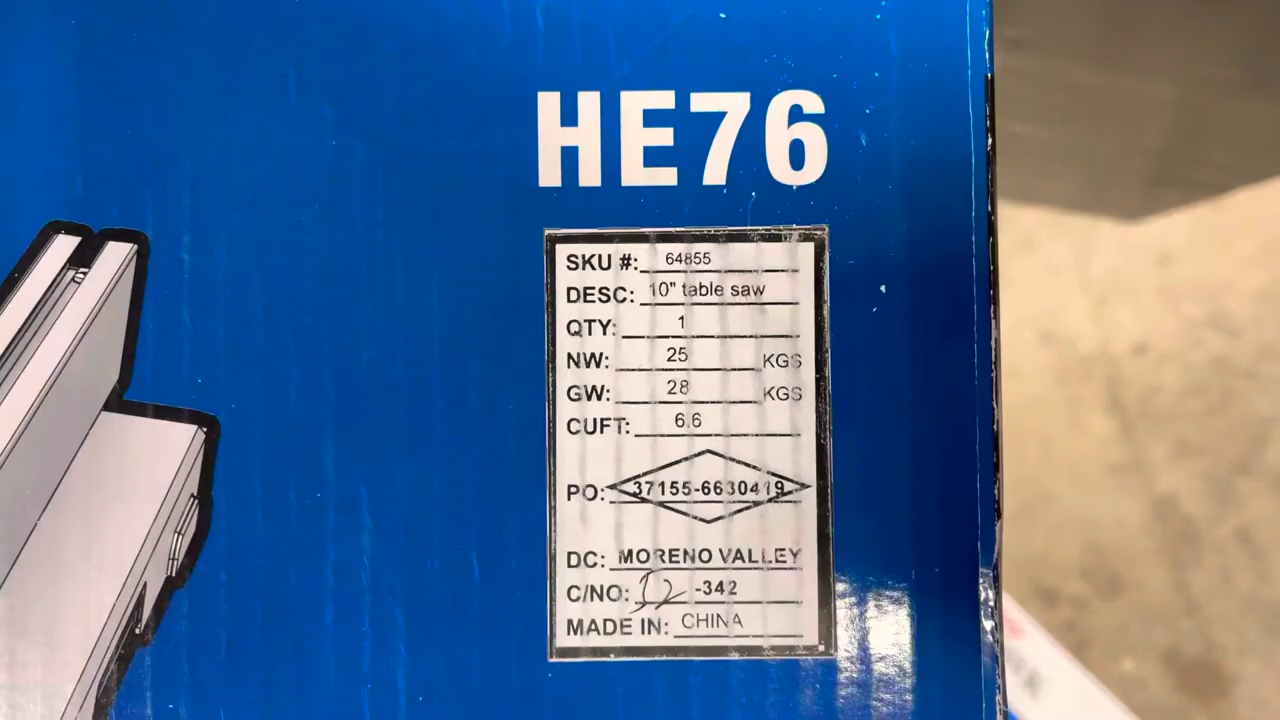 HE76
SKU #: 64855
DESC: 10" table saw
QTY: 1
NW: 25 KGS
GW: 28 KGS
CUFT: 6.6
PO: 37155-6630419
DC: MORENO VALLEY
C/NO: 52 -342
MADE IN: CHINA